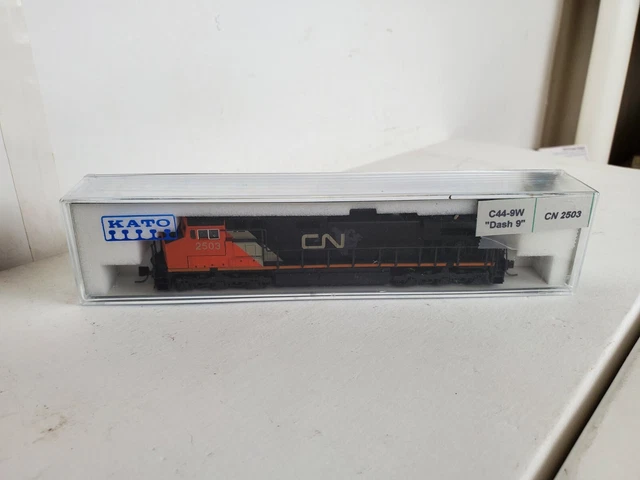 KATO
2503
CN
C44-9W
"Dash 9"
CN 2503